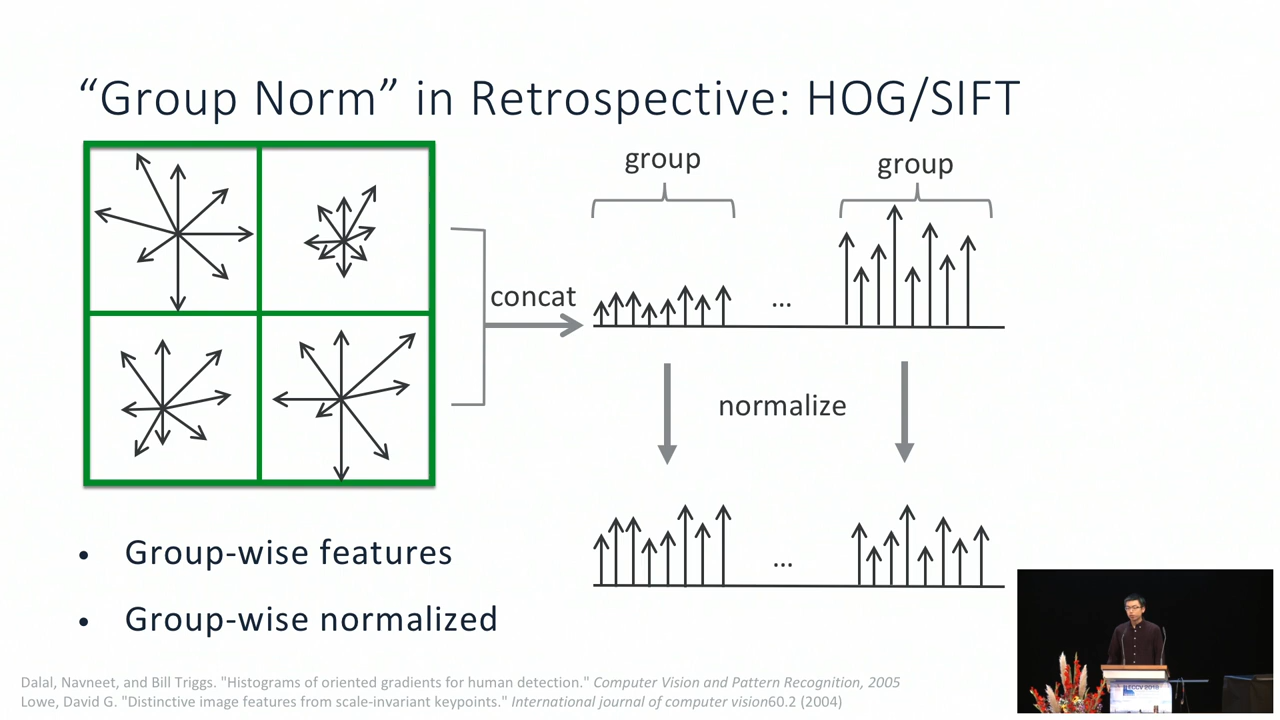 “Group Norm” in Retrospective: HOG/SIFT
group
group
concat
...
normalize
...
• Group-wise features
• Group-wise normalized
Dalal, Navneet, and Bill Triggs. "Histograms of oriented gradients for human detection." Computer Vision and Pattern Recognition, 2005
Lowe, David G. "Distinctive image features from scale-invariant keypoints." International journal of computer vision60.2 (2004)
ECCV 2018